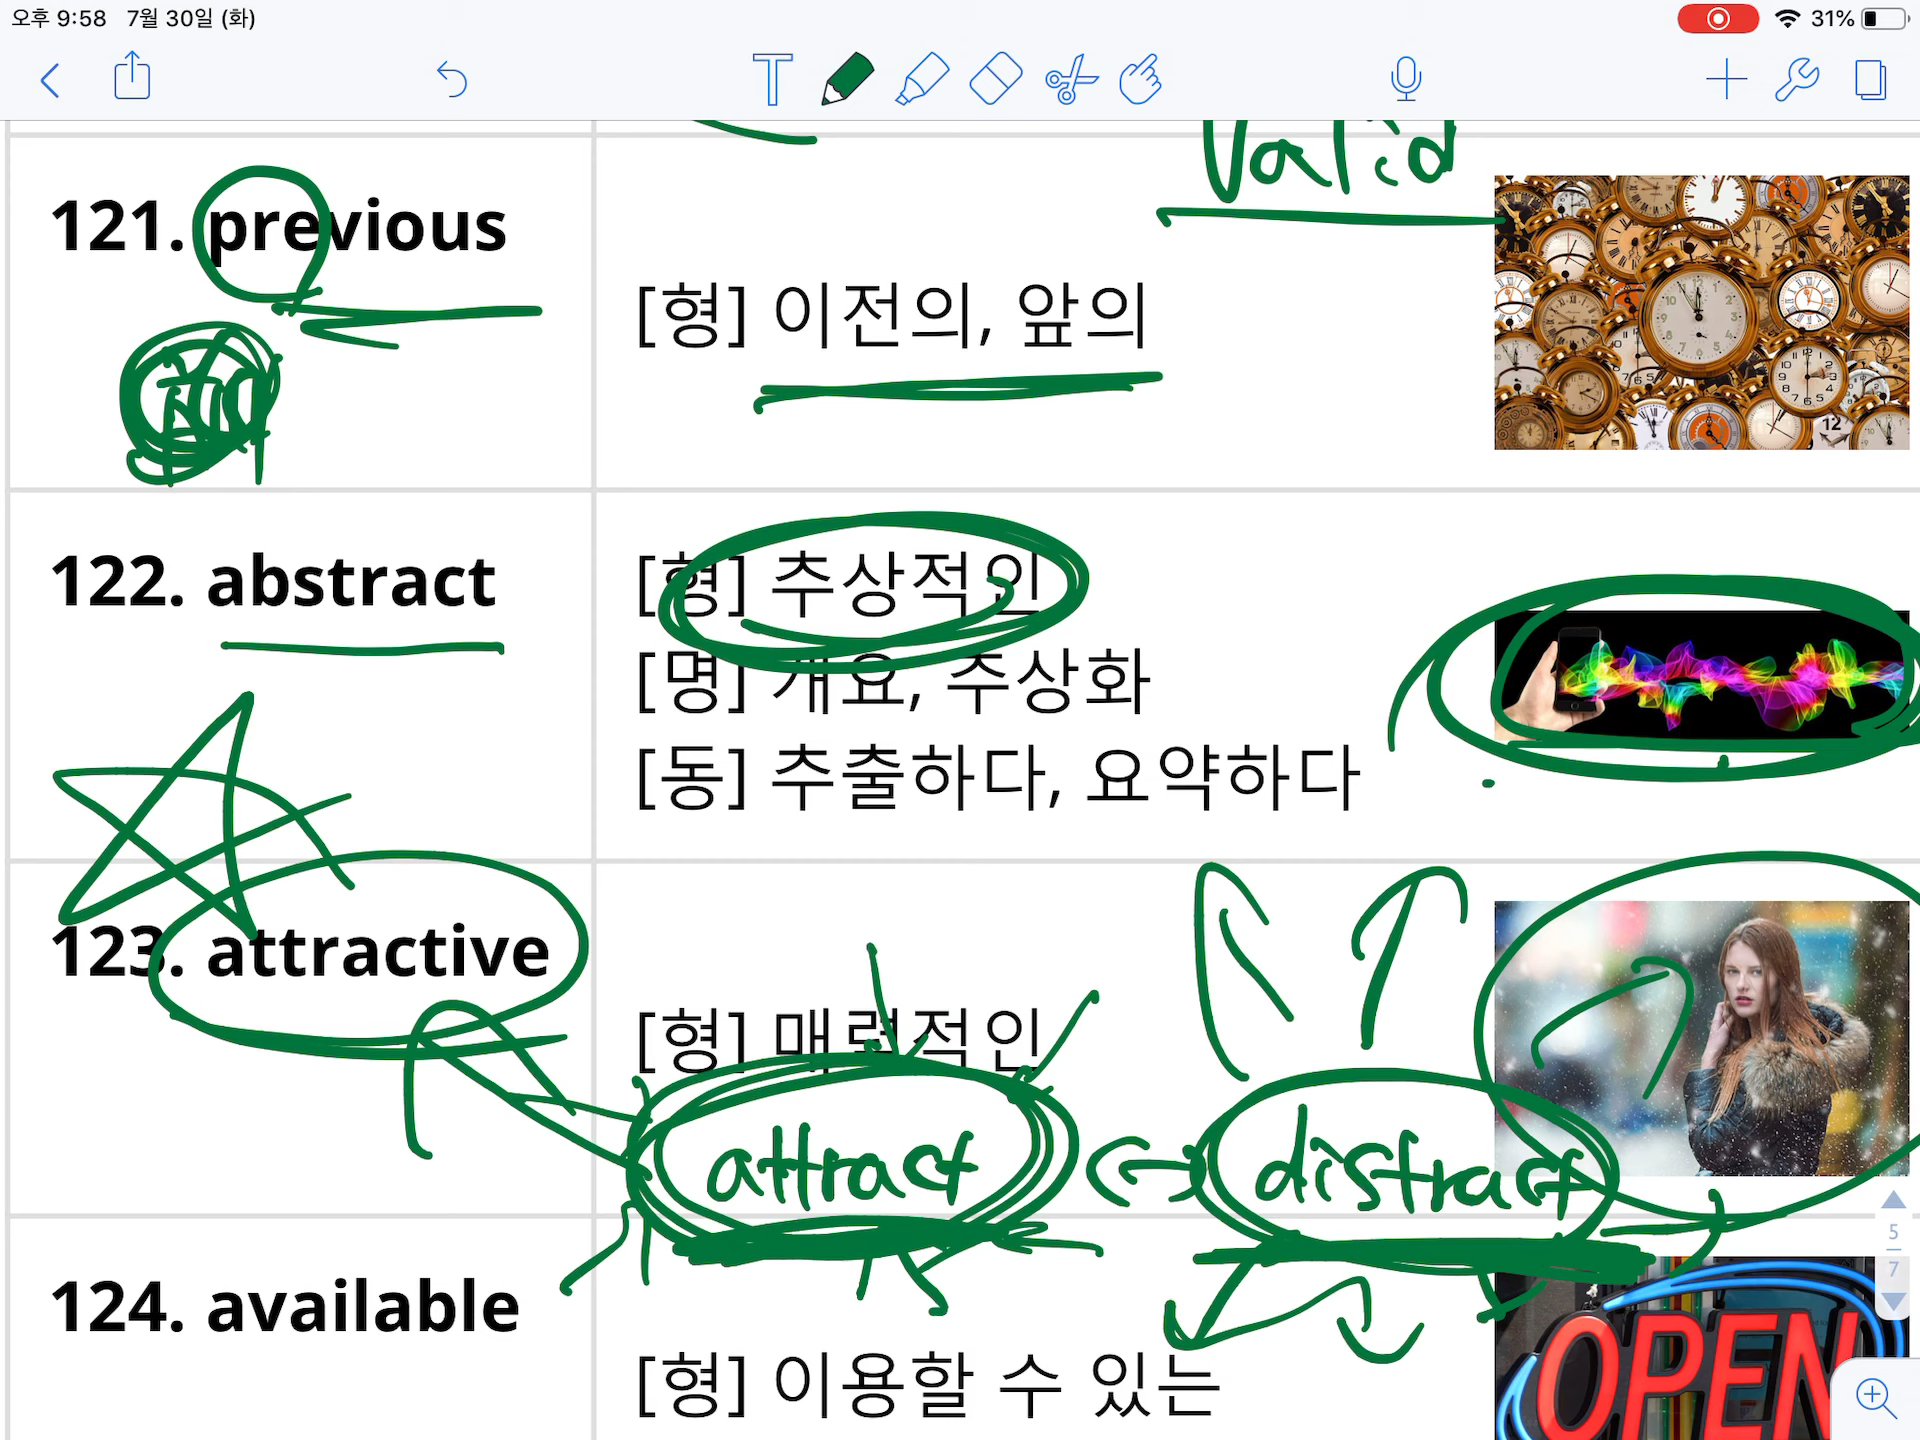 오후 9:58 7월 30일 (화)
31%
valid
121. previous
[형] 이전의, 앞의
122. abstract
[형] 추상적인
[명] 개요, 추상화
[동] 추출하다, 요약하다
123. attractive
[형] 매력적인
attract
distract
124. available
[형] 이용할 수 있는
OPEN
5
7